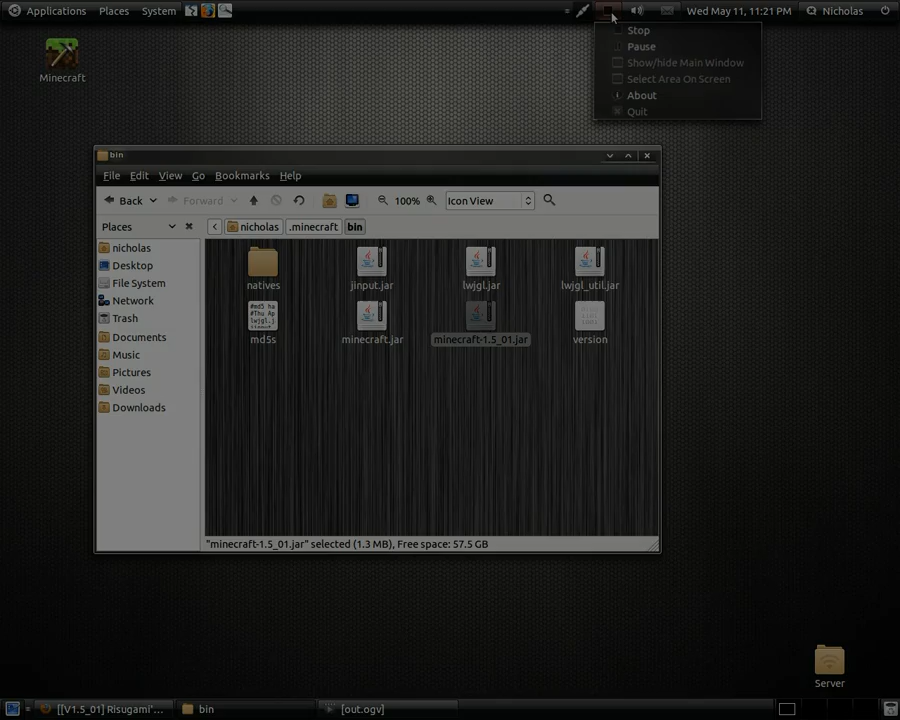 Applications Places System
Wed May 11, 11:21 PM Nicholas
Stop
Pause
Show/hide Main Window
Select Area On Screen
About
Quit
Minecraft
bin
File Edit View Go Bookmarks Help
Back Forward 100% Icon View
Places nicholas .minecraft bin
nicholas
Desktop
File System
Network
Trash
Documents
Music
Pictures
Videos
Downloads
natives jinput.jar lwjgl.jar lwjgl_util.jar
md5s minecraft.jar minecraft-1.5_01.jar version
"minecraft-1.5_01.jar" selected (1.3 MB), Free space: 57.5 GB
Server
[[V1.5_01] Risugami'... bin [out.ogv]